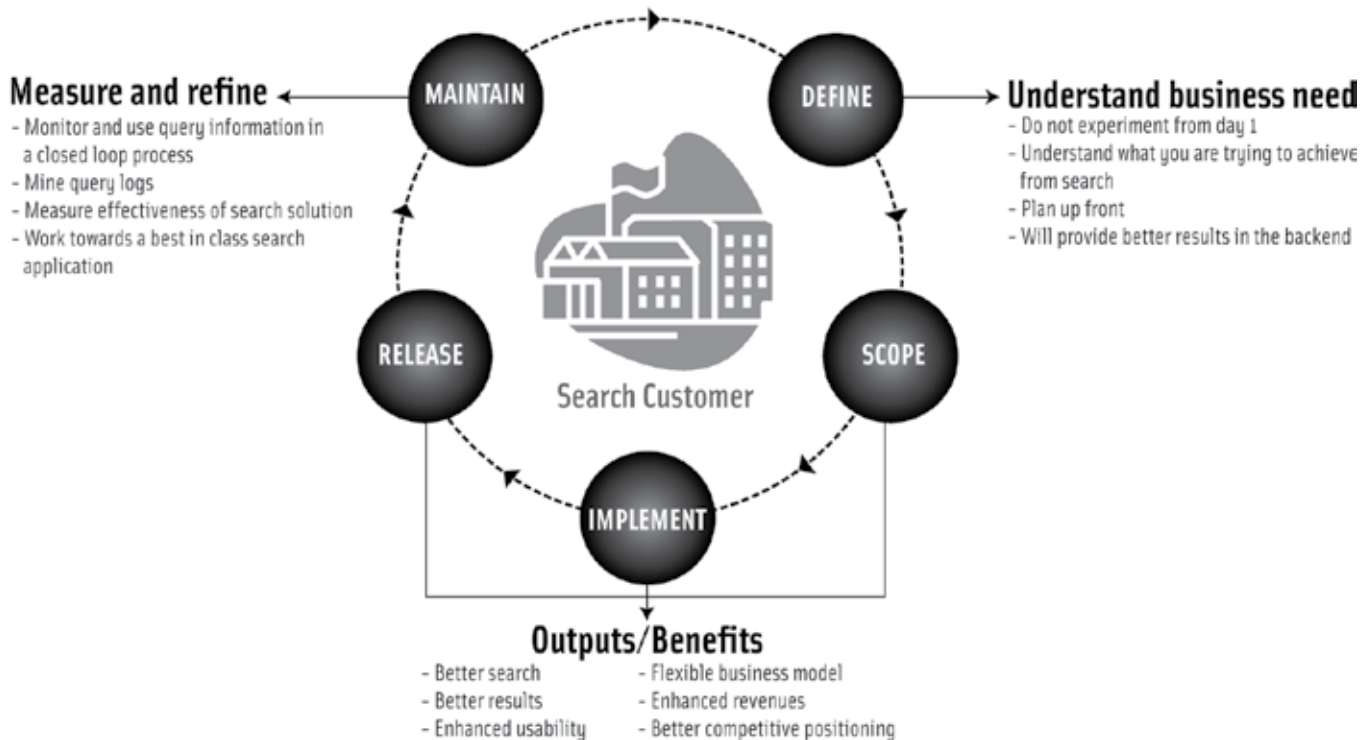 MAINTAIN
DEFINE
Measure and refine
- Monitor and use query information in
a closed loop process
- Mine query logs
- Measure effectiveness of search solution
- Work towards a best in class search
application
Understand business need
- Do not experiment from day 1
- Understand what you are trying to achieve
from search
- Plan up front
- Will provide better results in the backend
RELEASE
SCOPE
Search Customer
IMPLEMENT
Outputs/Benefits
- Better search
- Better results
- Enhanced usability
- Flexible business model
- Enhanced revenues
- Better competitive positioning